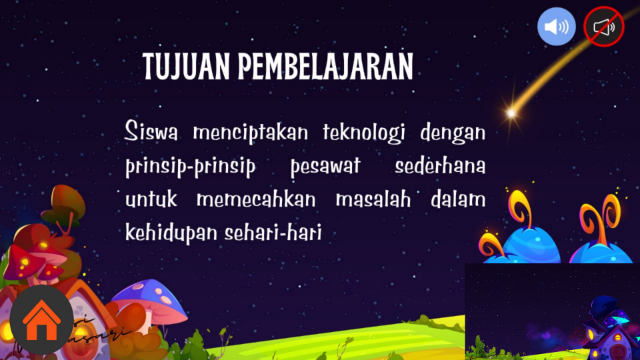 TUJUAN PEMBELAJARAN
Siswa menciptakan teknologi dengan
prinsip-prinsip pesawat sederhana
untuk memecahkan masalah dalam
kehidupan sehari-hari